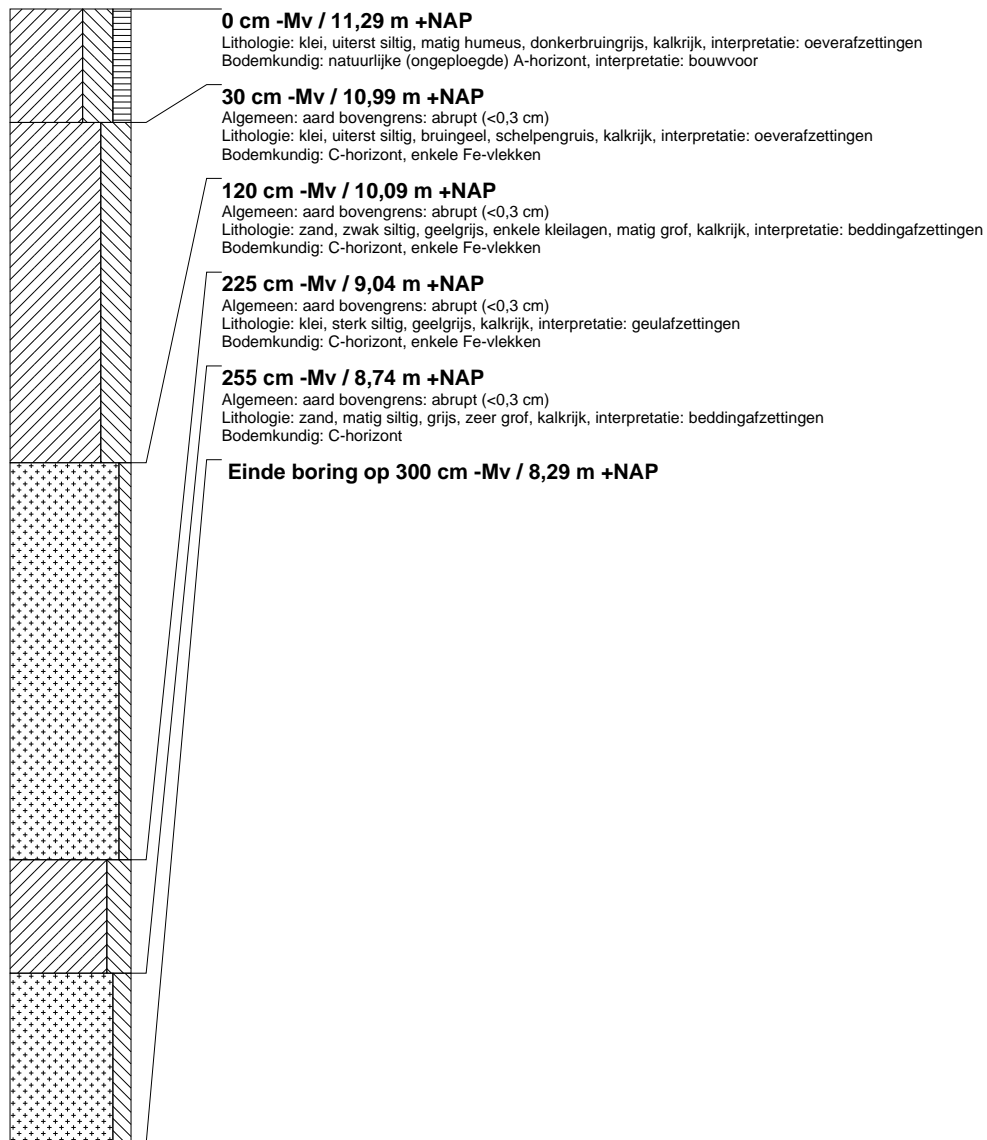 0 cm -Mv / 11,29 m +NAP
Lithologie: klei, uiterst siltig, matig humeus, donkerbruingrijs, kalkrijk, interpretatie: oeverafzettingen
Bodemkundig: natuurlijke (ongeploegde) A-horizont, interpretatie: bouwvoor
30 cm -Mv / 10,99 m +NAP
Algemeen: aard bovengrens: abrupt (<0,3 cm)
Lithologie: klei, uiterst siltig, bruingeel, schelpengruis, kalkrijk, interpretatie: oeverafzettingen
Bodemkundig: C-horizont, enkele Fe-vlekken
120 cm -Mv / 10,09 m +NAP
Algemeen: aard bovengrens: abrupt (<0,3 cm)
Lithologie: zand, zwak siltig, geelgrijs, enkele kleilagen, matig grof, kalkrijk, interpretatie: beddingafzettingen
Bodemkundig: C-horizont, enkele Fe-vlekken
225 cm -Mv / 9,04 m +NAP
Algemeen: aard bovengrens: abrupt (<0,3 cm)
Lithologie: klei, sterk siltig, geelgrijs, kalkrijk, interpretatie: geulafzettingen
Bodemkundig: C-horizont, enkele Fe-vlekken
255 cm -Mv / 8,74 m +NAP
Algemeen: aard bovengrens: abrupt (<0,3 cm)
Lithologie: zand, matig siltig, grijs, zeer grof, kalkrijk, interpretatie: beddingafzettingen
Bodemkundig: C-horizont
Einde boring op 300 cm -Mv / 8,29 m +NAP